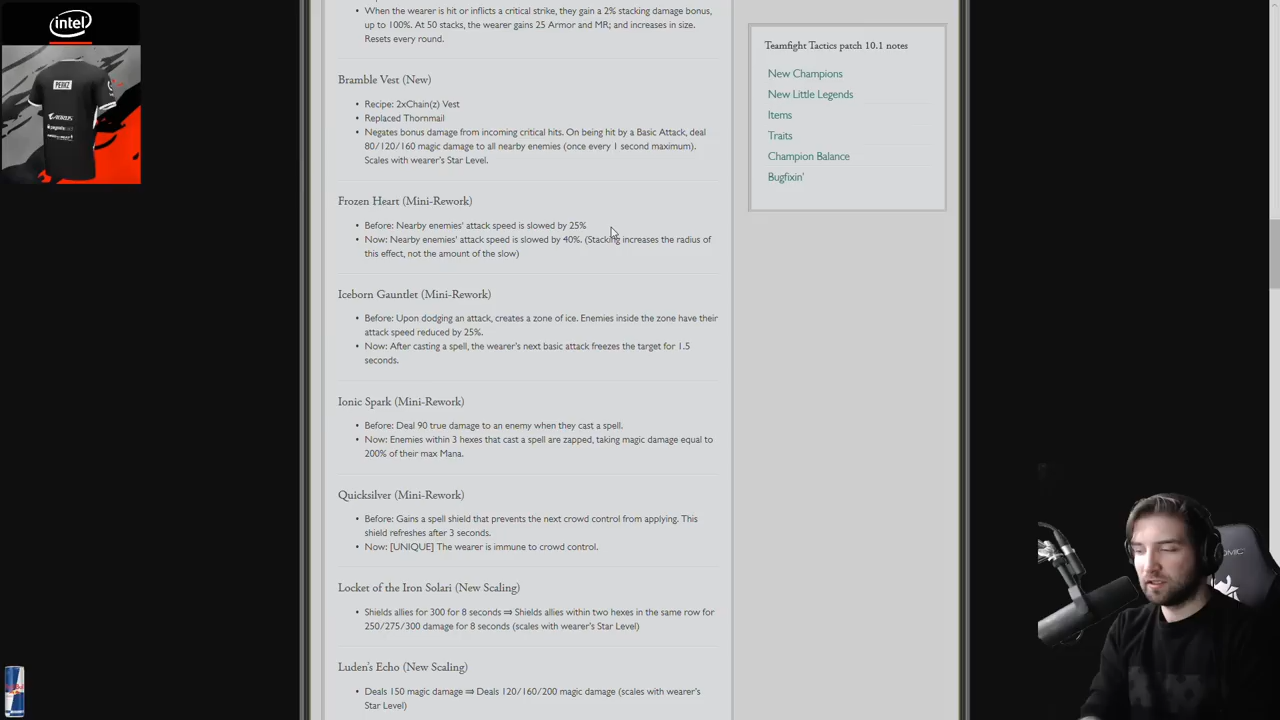 intel
PERKZ
AORUS
When the wearer is hit or inflicts a critical strike, they gain a 2% stacking damage bonus,
up to 100%. At 50 stacks, the wearer gains 25 Armor and MR; and increases in size.
Resets every round.
Bramble Vest (New)
Recipe: 2xChain(z) Vest
Replaced Thornmail
Negates bonus damage from incoming critical hits. On being hit by a Basic Attack, deal
80/120/160 magic damage to all nearby enemies (once every 1 second maximum).
Scales with wearer's Star Level.
Frozen Heart (Mini-Rework)
Before: Nearby enemies' attack speed is slowed by 25%
Now: Nearby enemies' attack speed is slowed by 40%. (Stacking increases the radius of
this effect, not the amount of the slow)
Iceborn Gauntlet (Mini-Rework)
Before: Upon dodging an attack, creates a zone of ice. Enemies inside the zone have their
attack speed reduced by 25%.
Now: After casting a spell, the wearer's next basic attack freezes the target for 1.5
seconds.
Ionic Spark (Mini-Rework)
Before: Deal 90 true damage to an enemy when they cast a spell.
Now: Enemies within 3 hexes that cast a spell are zapped, taking magic damage equal to
200% of their max Mana.
Quicksilver (Mini-Rework)
Before: Gains a spell shield that prevents the next crowd control from applying. This
shield refreshes after 3 seconds.
Now: [UNIQUE] The wearer is immune to crowd control.
Locket of the Iron Solari (New Scaling)
Shields allies for 300 for 8 seconds ⇒ Shields allies within two hexes in the same row for
250/275/300 damage for 8 seconds (scales with wearer's Star Level)
Luden's Echo (New Scaling)
Deals 150 magic damage ⇒ Deals 120/160/200 magic damage (scales with wearer's
Star Level)
Teamfight Tactics patch 10.1 notes
New Champions
New Little Legends
Items
Traits
Champion Balance
Bugfixin'